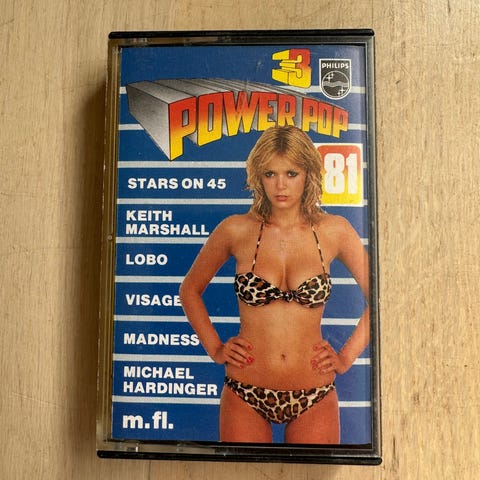 3
PHILIPS
POWER POP
81
STARS ON 45
KEITH
MARSHALL
LOBO
VISAGE
MADNESS
MICHAEL
HARDINGER
m.fl.